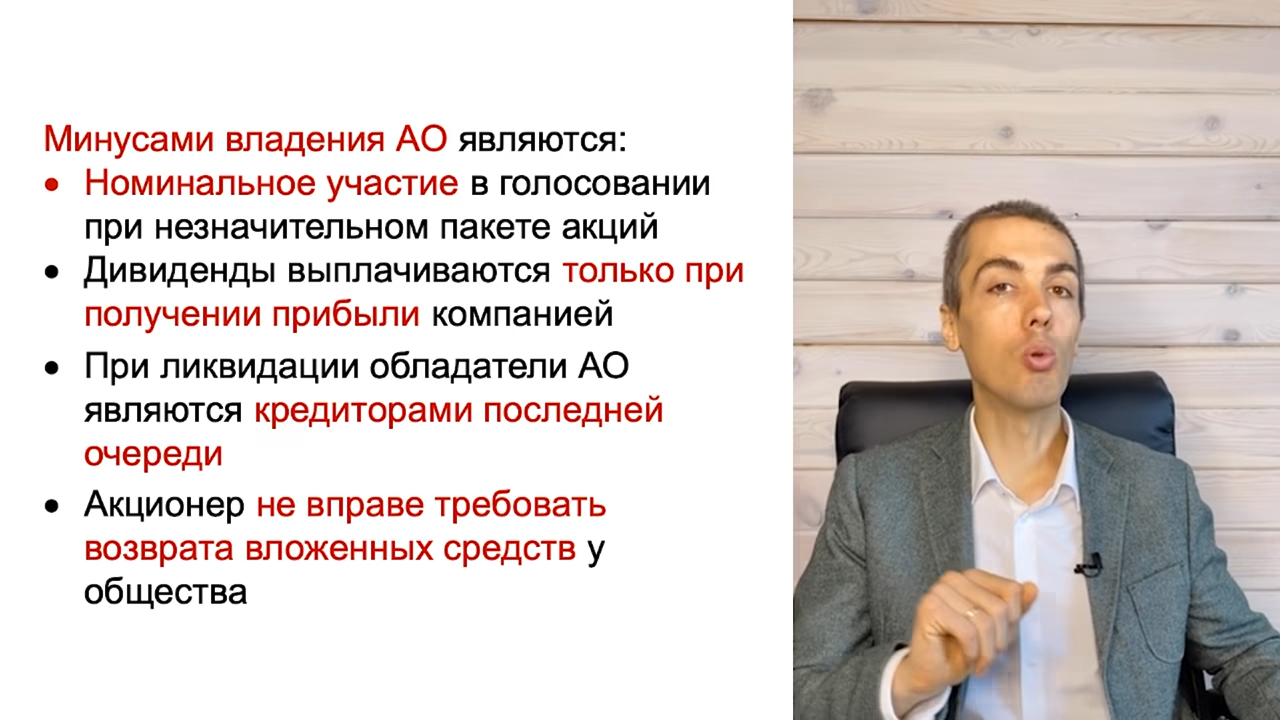 Минусами владения АО являются:
• Номинальное участие в голосовании
при незначительном пакете акций
• Дивиденды выплачиваются только при
получении прибыли компанией
• При ликвидации обладатели АО
являются кредиторами последней
очереди
• Акционер не вправе требовать
возврата вложенных средств у
общества